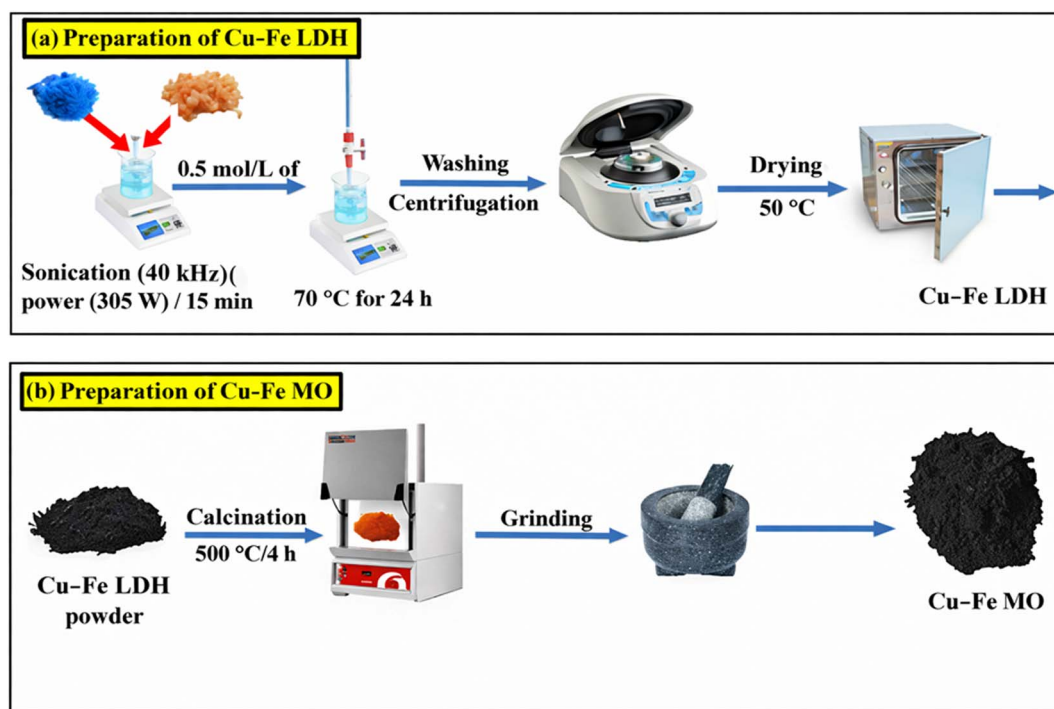 (a) Preparation of Cu–Fe LDH
0.5 mol/L of
Washing
Centrifugation
Drying
50 °C
Sonication (40 kHz)(
power (305 W) / 15 min
70 °C for 24 h
Cu–Fe LDH
(b) Preparation of Cu–Fe MO
Calcination
500 °C/4 h
Grinding
Cu–Fe LDH
powder
Cu–Fe MO